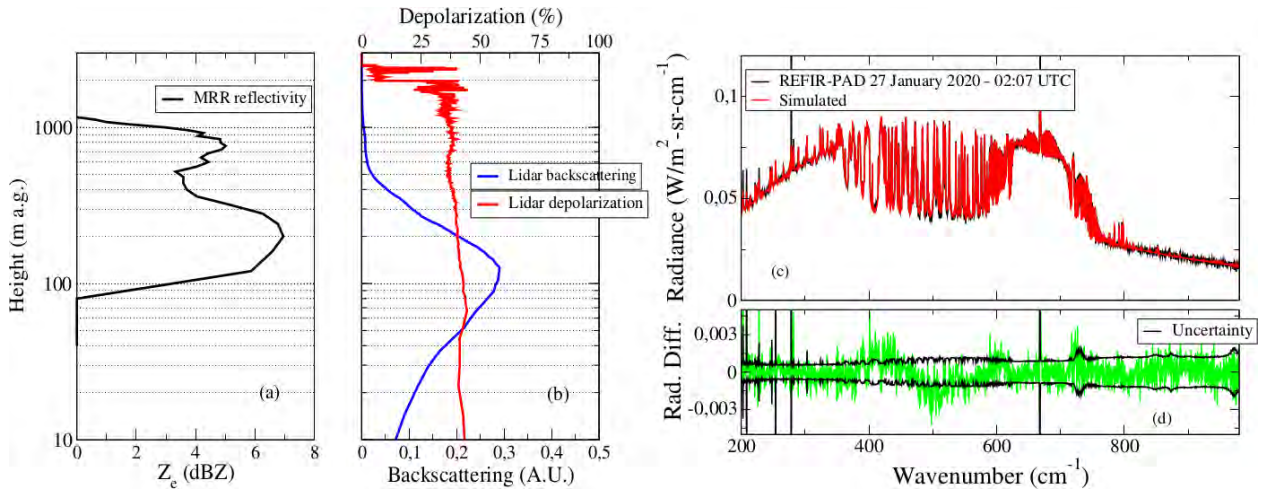 Depolarization (%)
0 25 50 75 100
MRR reflectivity
1000
100
10
Height (m a.g.)
(a)
0 2 4 6 8
Z_e (dBZ)
Lidar backscattering
Lidar depolarization
(b)
0 0,1 0,2 0,3 0,4 0,5
Backscattering (A.U.)
REFIR-PAD 27 January 2020 - 02:07 UTC
Simulated
0,1
0,05
0
Radiance (W/m²-sr-cm⁻¹)
(c)
Uncertainty
0,003
0
-0,003
Rad. Diff.
(d)
200 400 600 800
Wavenumber (cm⁻¹)